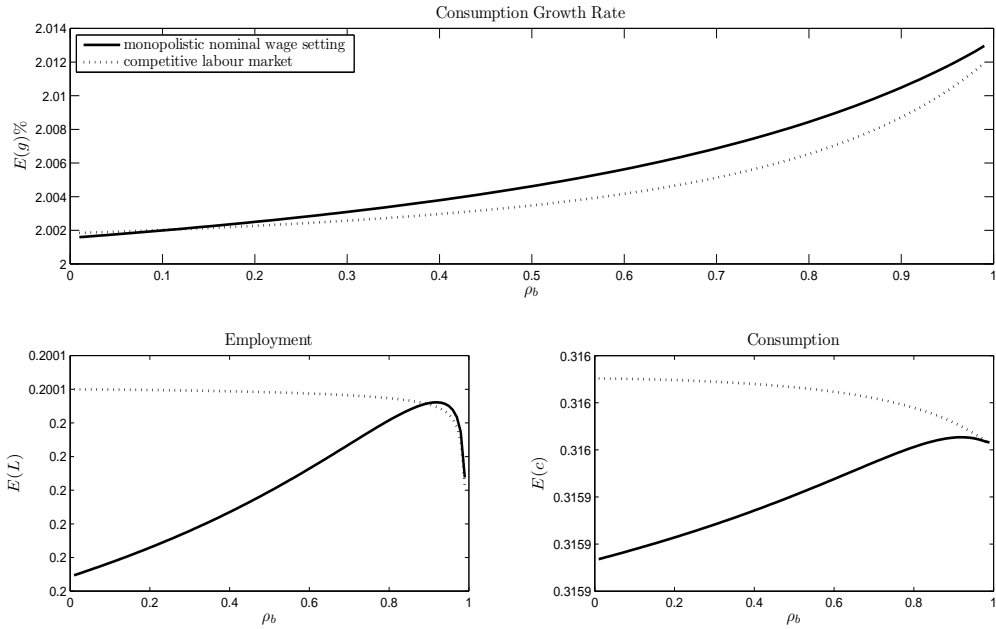 Consumption Growth Rate
2.014
2.012
2.01
2.008
2.006
2.004
2.002
2
E(g)%
monopolistic nominal wage setting
competitive labour market
0 0.1 0.2 0.3 0.4 0.5 0.6 0.7 0.8 0.9 1
ρb
Employment
0.2001
0.2001
0.2
0.2
0.2
0.2
0.2
0.2
E(L)
0 0.2 0.4 0.6 0.8 1
ρb
Consumption
0.316
0.316
0.316
0.3159
0.3159
0.3159
E(c)
0 0.2 0.4 0.6 0.8 1
ρb